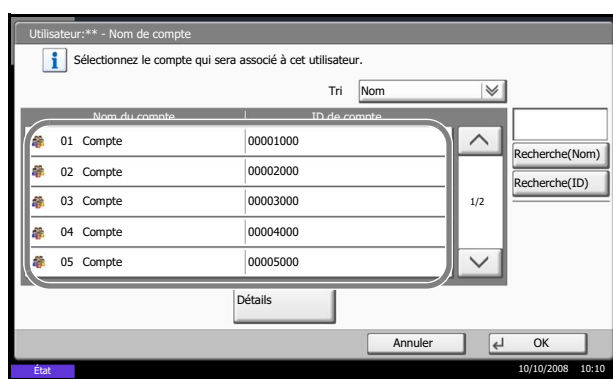 Utilisateur:** - Nom de compte
Sélectionnez le compte qui sera associé à cet utilisateur.
Tri Nom
Nom du compte ID de compte
01 Compte 00001000
02 Compte 00002000
03 Compte 00003000
04 Compte 00004000
05 Compte 00005000
1/2
Recherche(Nom)
Recherche(ID)
Détails
Annuler OK
État 10/10/2008 10:10